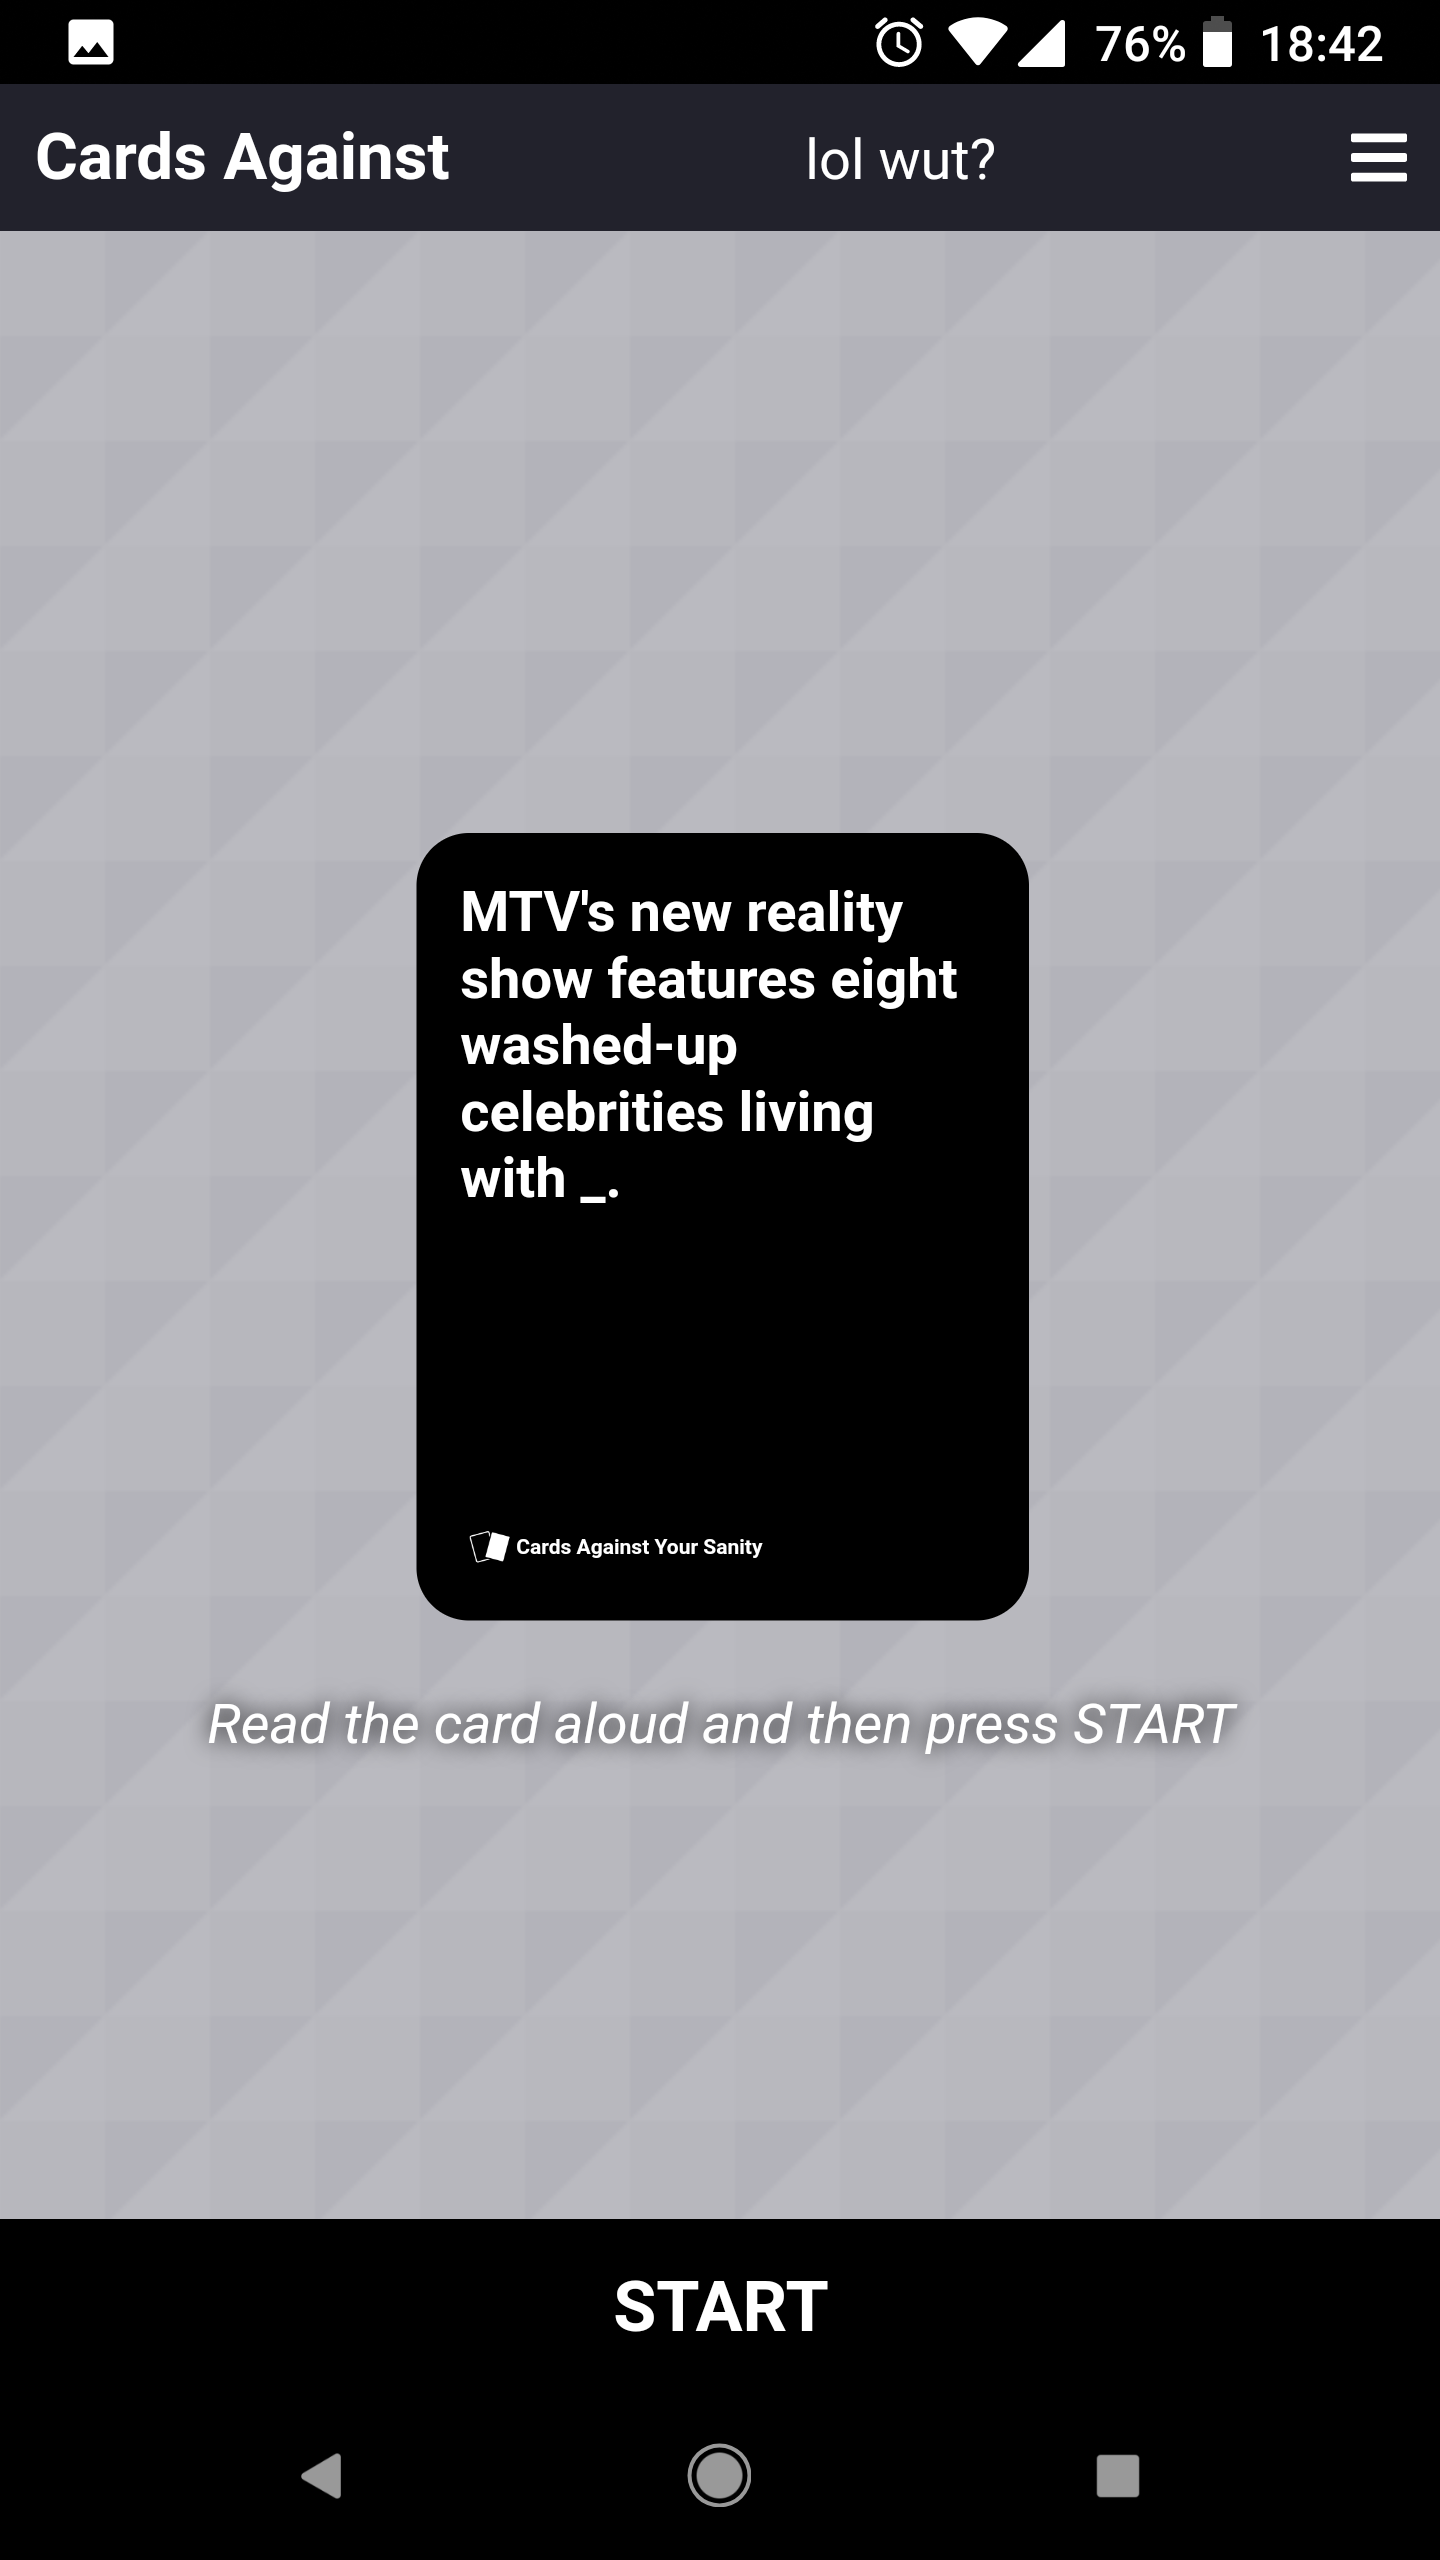 76% 18:42
Cards Against lol wut?
MTV's new reality
show features eight
washed-up
celebrities living
with _.
Cards Against Your Sanity
Read the card aloud and then press START
START